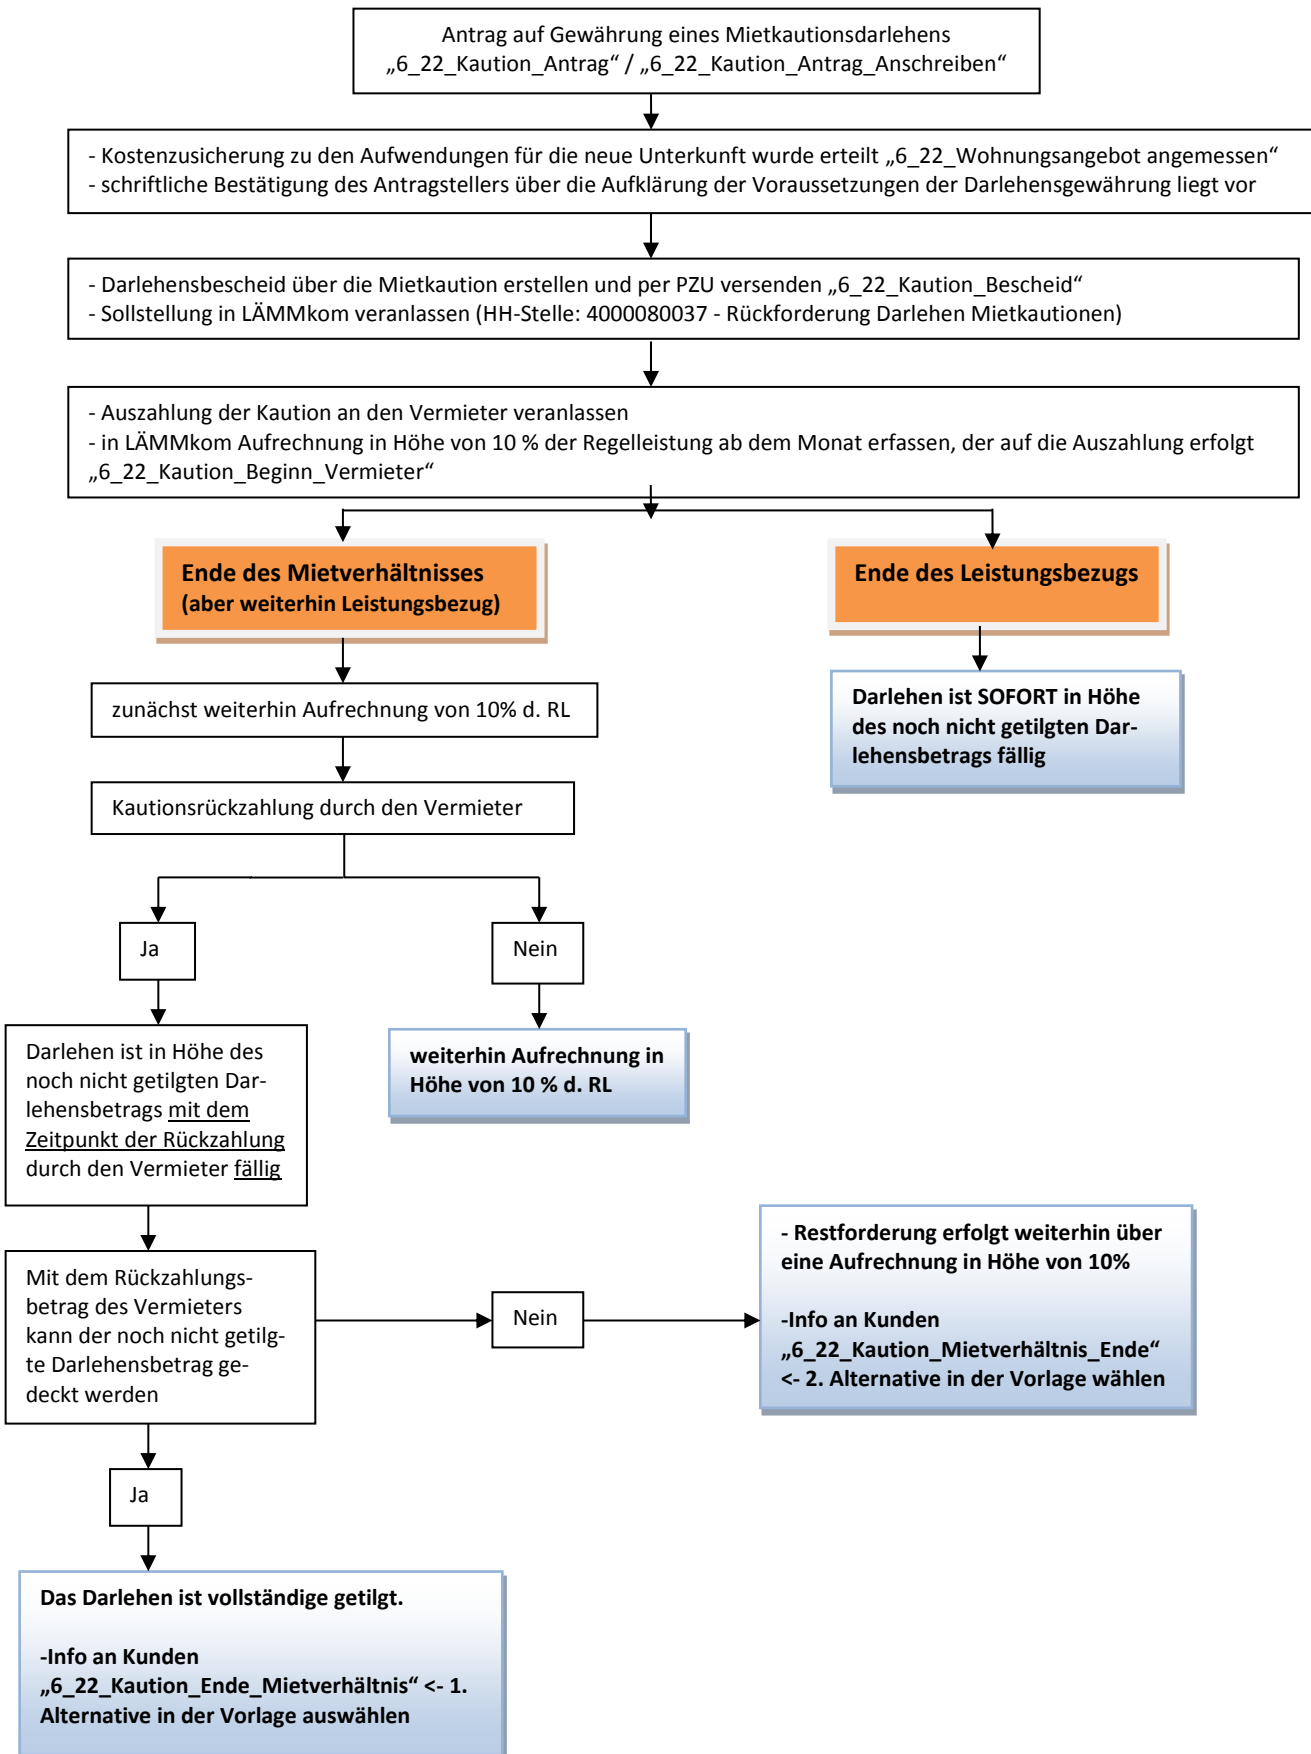 Antrag auf Gewährung eines Mietkautionsdarlehens
„6_22_Kaution_Antrag“ / „6_22_Kaution_Antrag_Anschreiben“
- Kostenzusicherung zu den Aufwendungen für die neue Unterkunft wurde erteilt „6_22_Wohnungsangebot angemessen“
- schriftliche Bestätigung des Antragstellers über die Aufklärung der Voraussetzungen der Darlehensgewährung liegt vor
- Darlehensbescheid über die Mietkaution erstellen und per PZU versenden „6_22_Kaution_Bescheid“
- Sollstellung in LÄMMkom veranlassen (HH-Stelle: 4000080037 - Rückforderung Darlehen Mietkautionen)
- Auszahlung der Kaution an den Vermieter veranlassen
- in LÄMMkom Aufrechnung in Höhe von 10 % der Regelleistung ab dem Monat erfassen, der auf die Auszahlung erfolgt
„6_22_Kaution_Beginn_Vermieter“
Ende des Mietverhältnisses
(aber weiterhin Leistungsbezug)
Ende des Leistungsbezugs
zunächst weiterhin Aufrechnung von 10% d. RL
Darlehen ist SOFORT in Höhe
des noch nicht getilgten Dar-
lehensbetrags fällig
Kautionsrückzahlung durch den Vermieter
Ja
Nein
Darlehen ist in Höhe des
noch nicht getilgten Dar-
lehensbetrags mit dem
Zeitpunkt der Rückzahlung
durch den Vermieter fällig
weiterhin Aufrechnung in
Höhe von 10 % d. RL
Mit dem Rückzahlungs-
betrag des Vermieters
kann der noch nicht getilg-
te Darlehensbetrag ge-
deckt werden
Nein
- Restforderung erfolgt weiterhin über
eine Aufrechnung in Höhe von 10%
-Info an Kunden
„6_22_Kaution_Mietverhältnis_Ende“
<- 2. Alternative in der Vorlage wählen
Ja
Das Darlehen ist vollständige getilgt.
-Info an Kunden
„6_22_Kaution_Ende_Mietverhältnis“ <- 1.
Alternative in der Vorlage auswählen